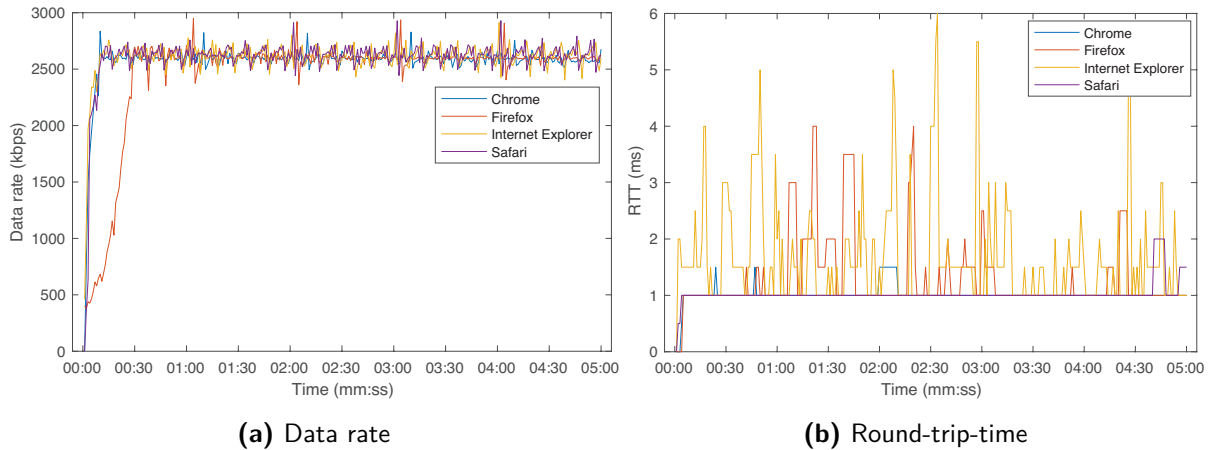 3000
2500
2000
1500
1000
500
0
Data rate (kbps)
00:00 00:30 01:00 01:30 02:00 02:30 03:00 03:30 04:00 04:30 05:00
Time (mm:ss)
Chrome
Firefox
Internet Explorer
Safari
(a) Data rate
6
5
4
3
2
1
0
RTT (ms)
00:00 00:30 01:00 01:30 02:00 02:30 03:00 03:30 04:00 04:30 05:00
Time (mm:ss)
Chrome
Firefox
Internet Explorer
Safari
(b) Round-trip-time